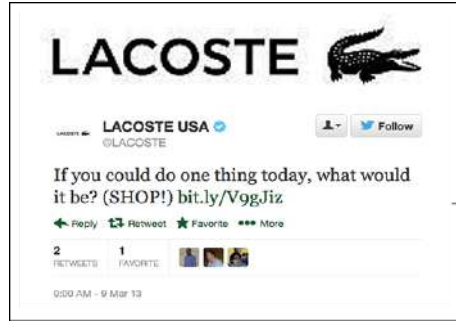 LACOSTE
LACOSTE USA
@LACOSTE
Follow
If you could do one thing today, what would
it be? (SHOP!) bit.ly/V9gJiz
Reply Retweet Favorite More
2 1
RETWEETS FAVORITE
9:00 AM - 9 Mar 13